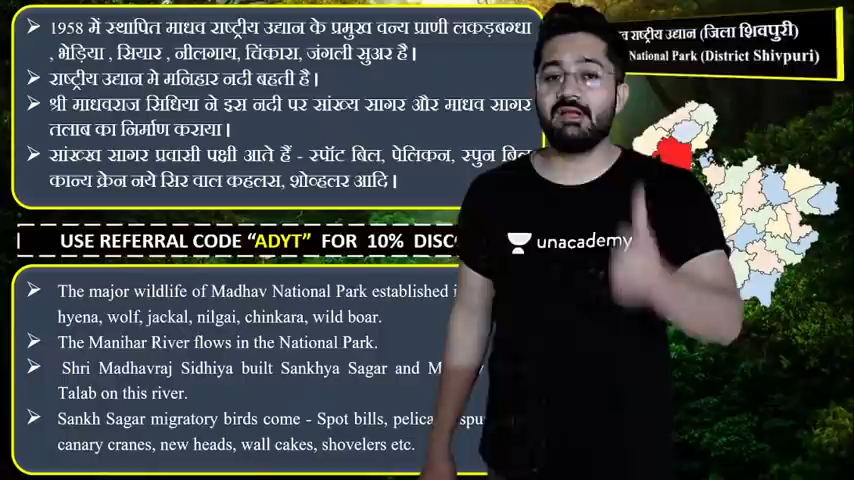 1958 में स्थापित माधव राष्ट्रीय उद्यान के प्रमुख वन्य प्राणी लकड़बग्धा
, भेड़िया , सियार , नीलगाय, चिंकारा, जंगली सुअर है ।
राष्ट्रीय उद्यान मे मनिहार नदी बहती है ।
श्री माधवराज सिधिया ने इस नदी पर सांख्य सागर और माधव सागर
तलाब का निर्माण कराया ।
सांख्ख सागर प्रवासी पक्षी आते हैं - स्पॉट बिल, पेलिकन, स्पुन बिल
कान्य क्रेन नये सिर वाल कहलस, शोव्हलर आदि ।
राष्ट्रीय उद्यान (जिला शिवपुरी)
National Park (District Shivpuri)
USE REFERRAL CODE “ADYT” FOR 10%
unacademy
The major wildlife of Madhav National Park established
hyena, wolf, jackal, nilgai, chinkara, wild boar.
The Manihar River flows in the National Park.
Shri Madhavraj Sidhiya built Sankhya Sagar and
Talab on this river.
Sankh Sagar migratory birds come - Spot bills,
canary cranes, new heads, wall cakes, shovelers etc.